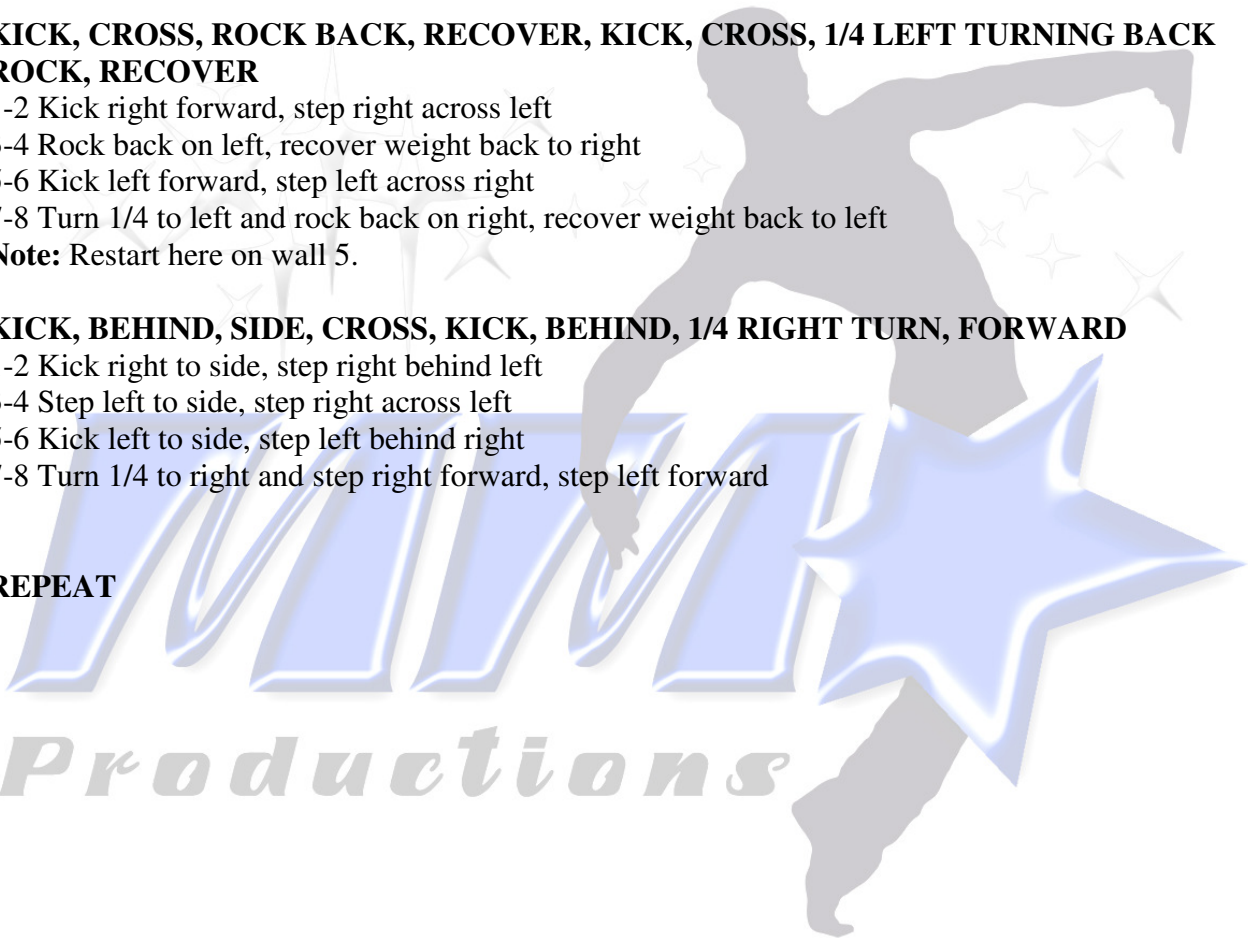 KICK, CROSS, ROCK BACK, RECOVER, KICK, CROSS, 1/4 LEFT TURNING BACK
ROCK, RECOVER
-2 Kick right forward, step right across left
-4 Rock back on left, recover weight back to right
-6 Kick left forward, step left across right
-8 Turn 1/4 to left and rock back on right, recover weight back to left
Note: Restart here on wall 5.
KICK, BEHIND, SIDE, CROSS, KICK, BEHIND, 1/4 RIGHT TURN, FORWARD
-2 Kick right to side, step right behind left
-4 Step left to side, step right across left
-6 Kick left to side, step left behind right
-8 Turn 1/4 to right and step right forward, step left forward
REPEAT
MM
Productions